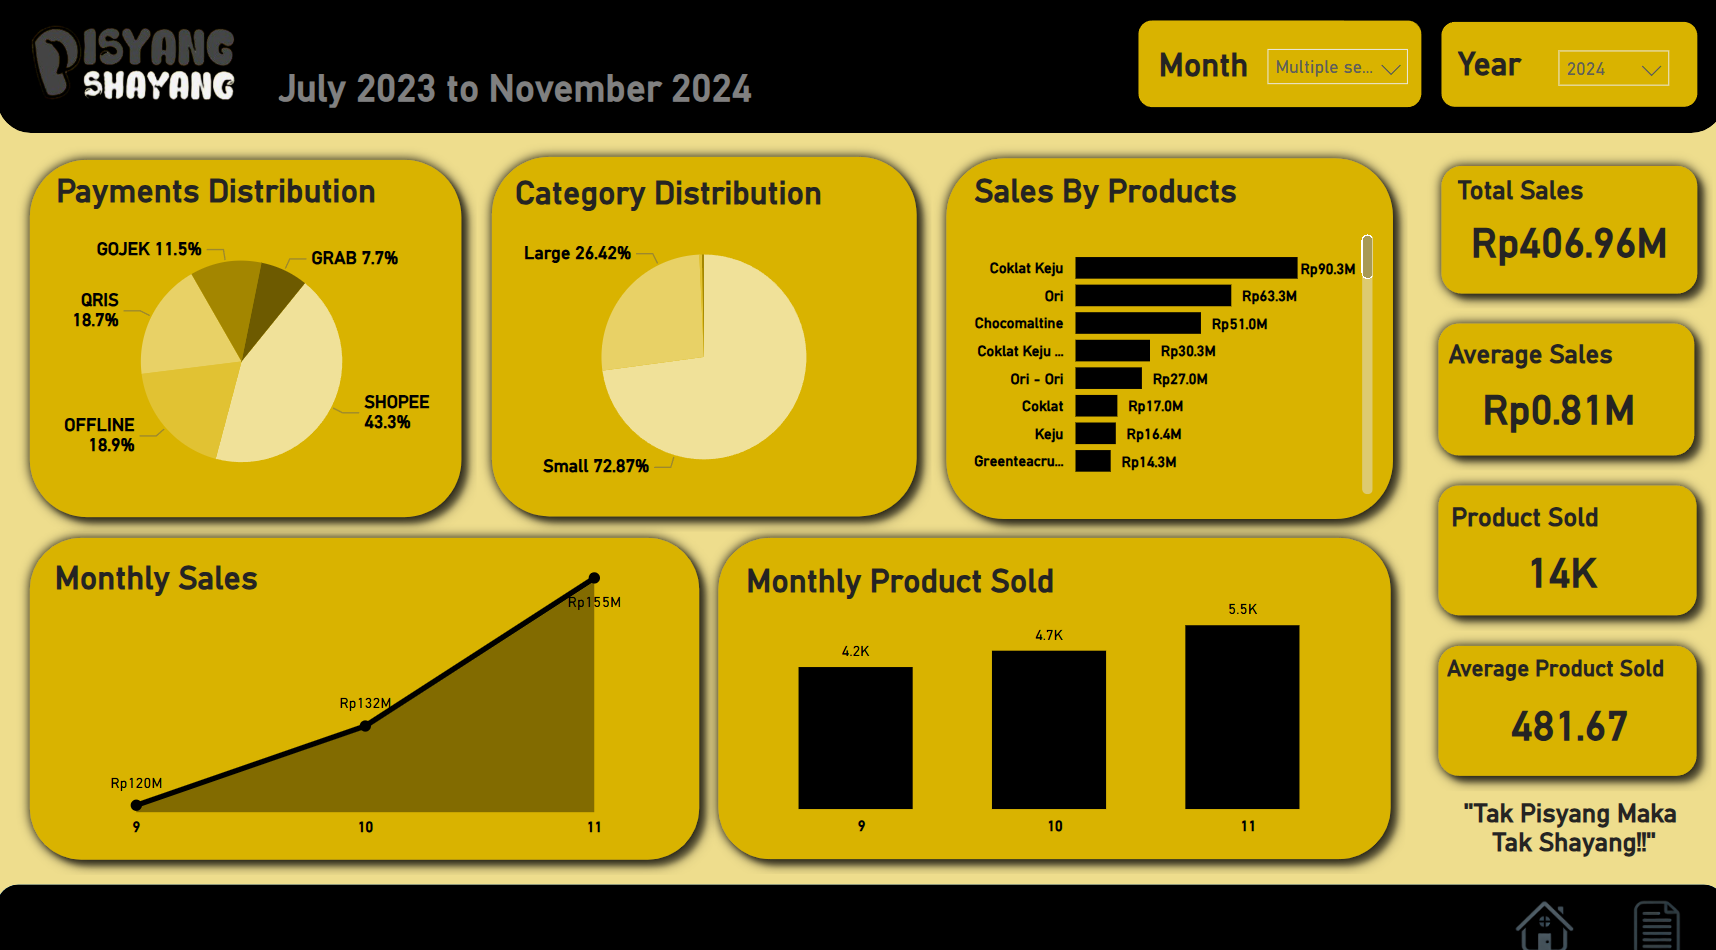 PISYANG
SHAYANG
July 2023 to November 2024
Month
Multiple se...
Year
2024
Payments Distribution
GOJEK 11.5%
GRAB 7.7%
QRIS
18.7%
SHOPEE
43.3%
OFFLINE
18.9%
Category Distribution
Large 26.42%
Small 72.87%
Sales By Products
Coklat Keju Rp90.3M
Ori Rp63.3M
Chocomaltine Rp51.0M
Coklat Keju ... Rp30.3M
Ori - Ori Rp27.0M
Coklat Rp17.0M
Keju Rp16.4M
Greenteacru... Rp14.3M
Total Sales
Rp406.96M
Average Sales
Rp0.81M
Product Sold
14K
Average Product Sold
481.67
Monthly Sales
Rp155M
Rp132M
Rp120M
9 10 11
Monthly Product Sold
5.5K
4.7K
4.2K
9 10 11
"Tak Pisyang Maka
Tak Shayang!!"